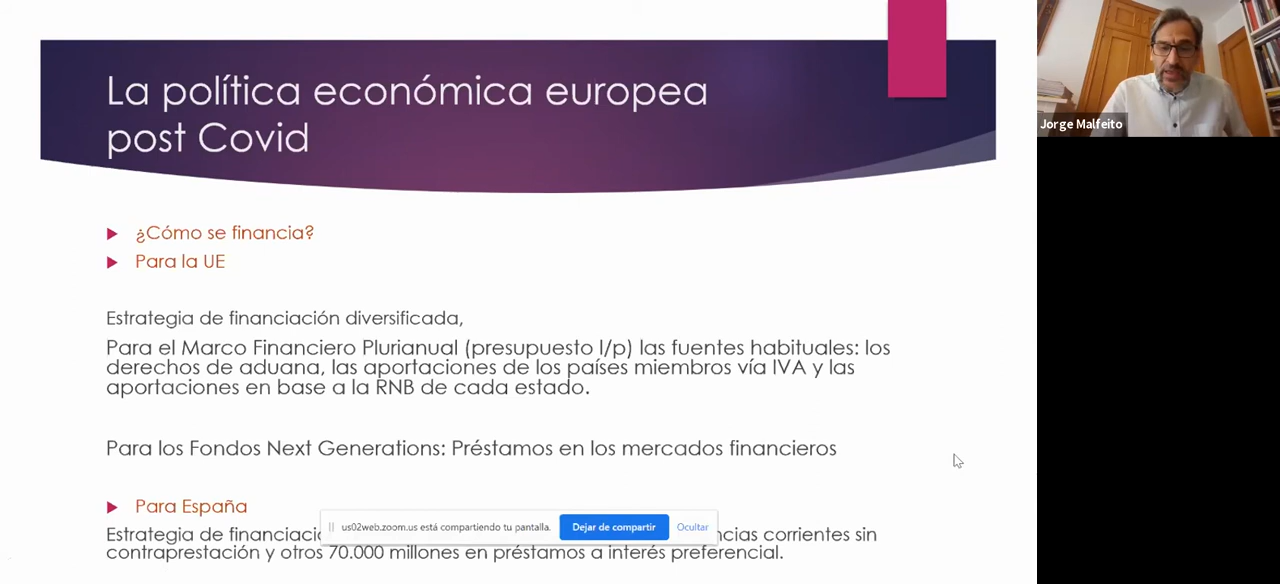 La política económica europea
post Covid
¿Cómo se financia?
Para la UE
Estrategia de financiación diversificada,
Para el Marco Financiero Plurianual (presupuesto l/p) las fuentes habituales: los
derechos de aduana, las aportaciones de los países miembros vía IVA y las
aportaciones en base a la RNB de cada estado.
Para los Fondos Next Generations: Préstamos en los mercados financieros
Para España
Estrategia de sin
contraprestación y otros 70.000 millones en préstamos a interés preferencial.
us02web.zoom.us está compartiendo tu pantalla.
Dejar de compartir
Ocultar
Jorge Malfeito